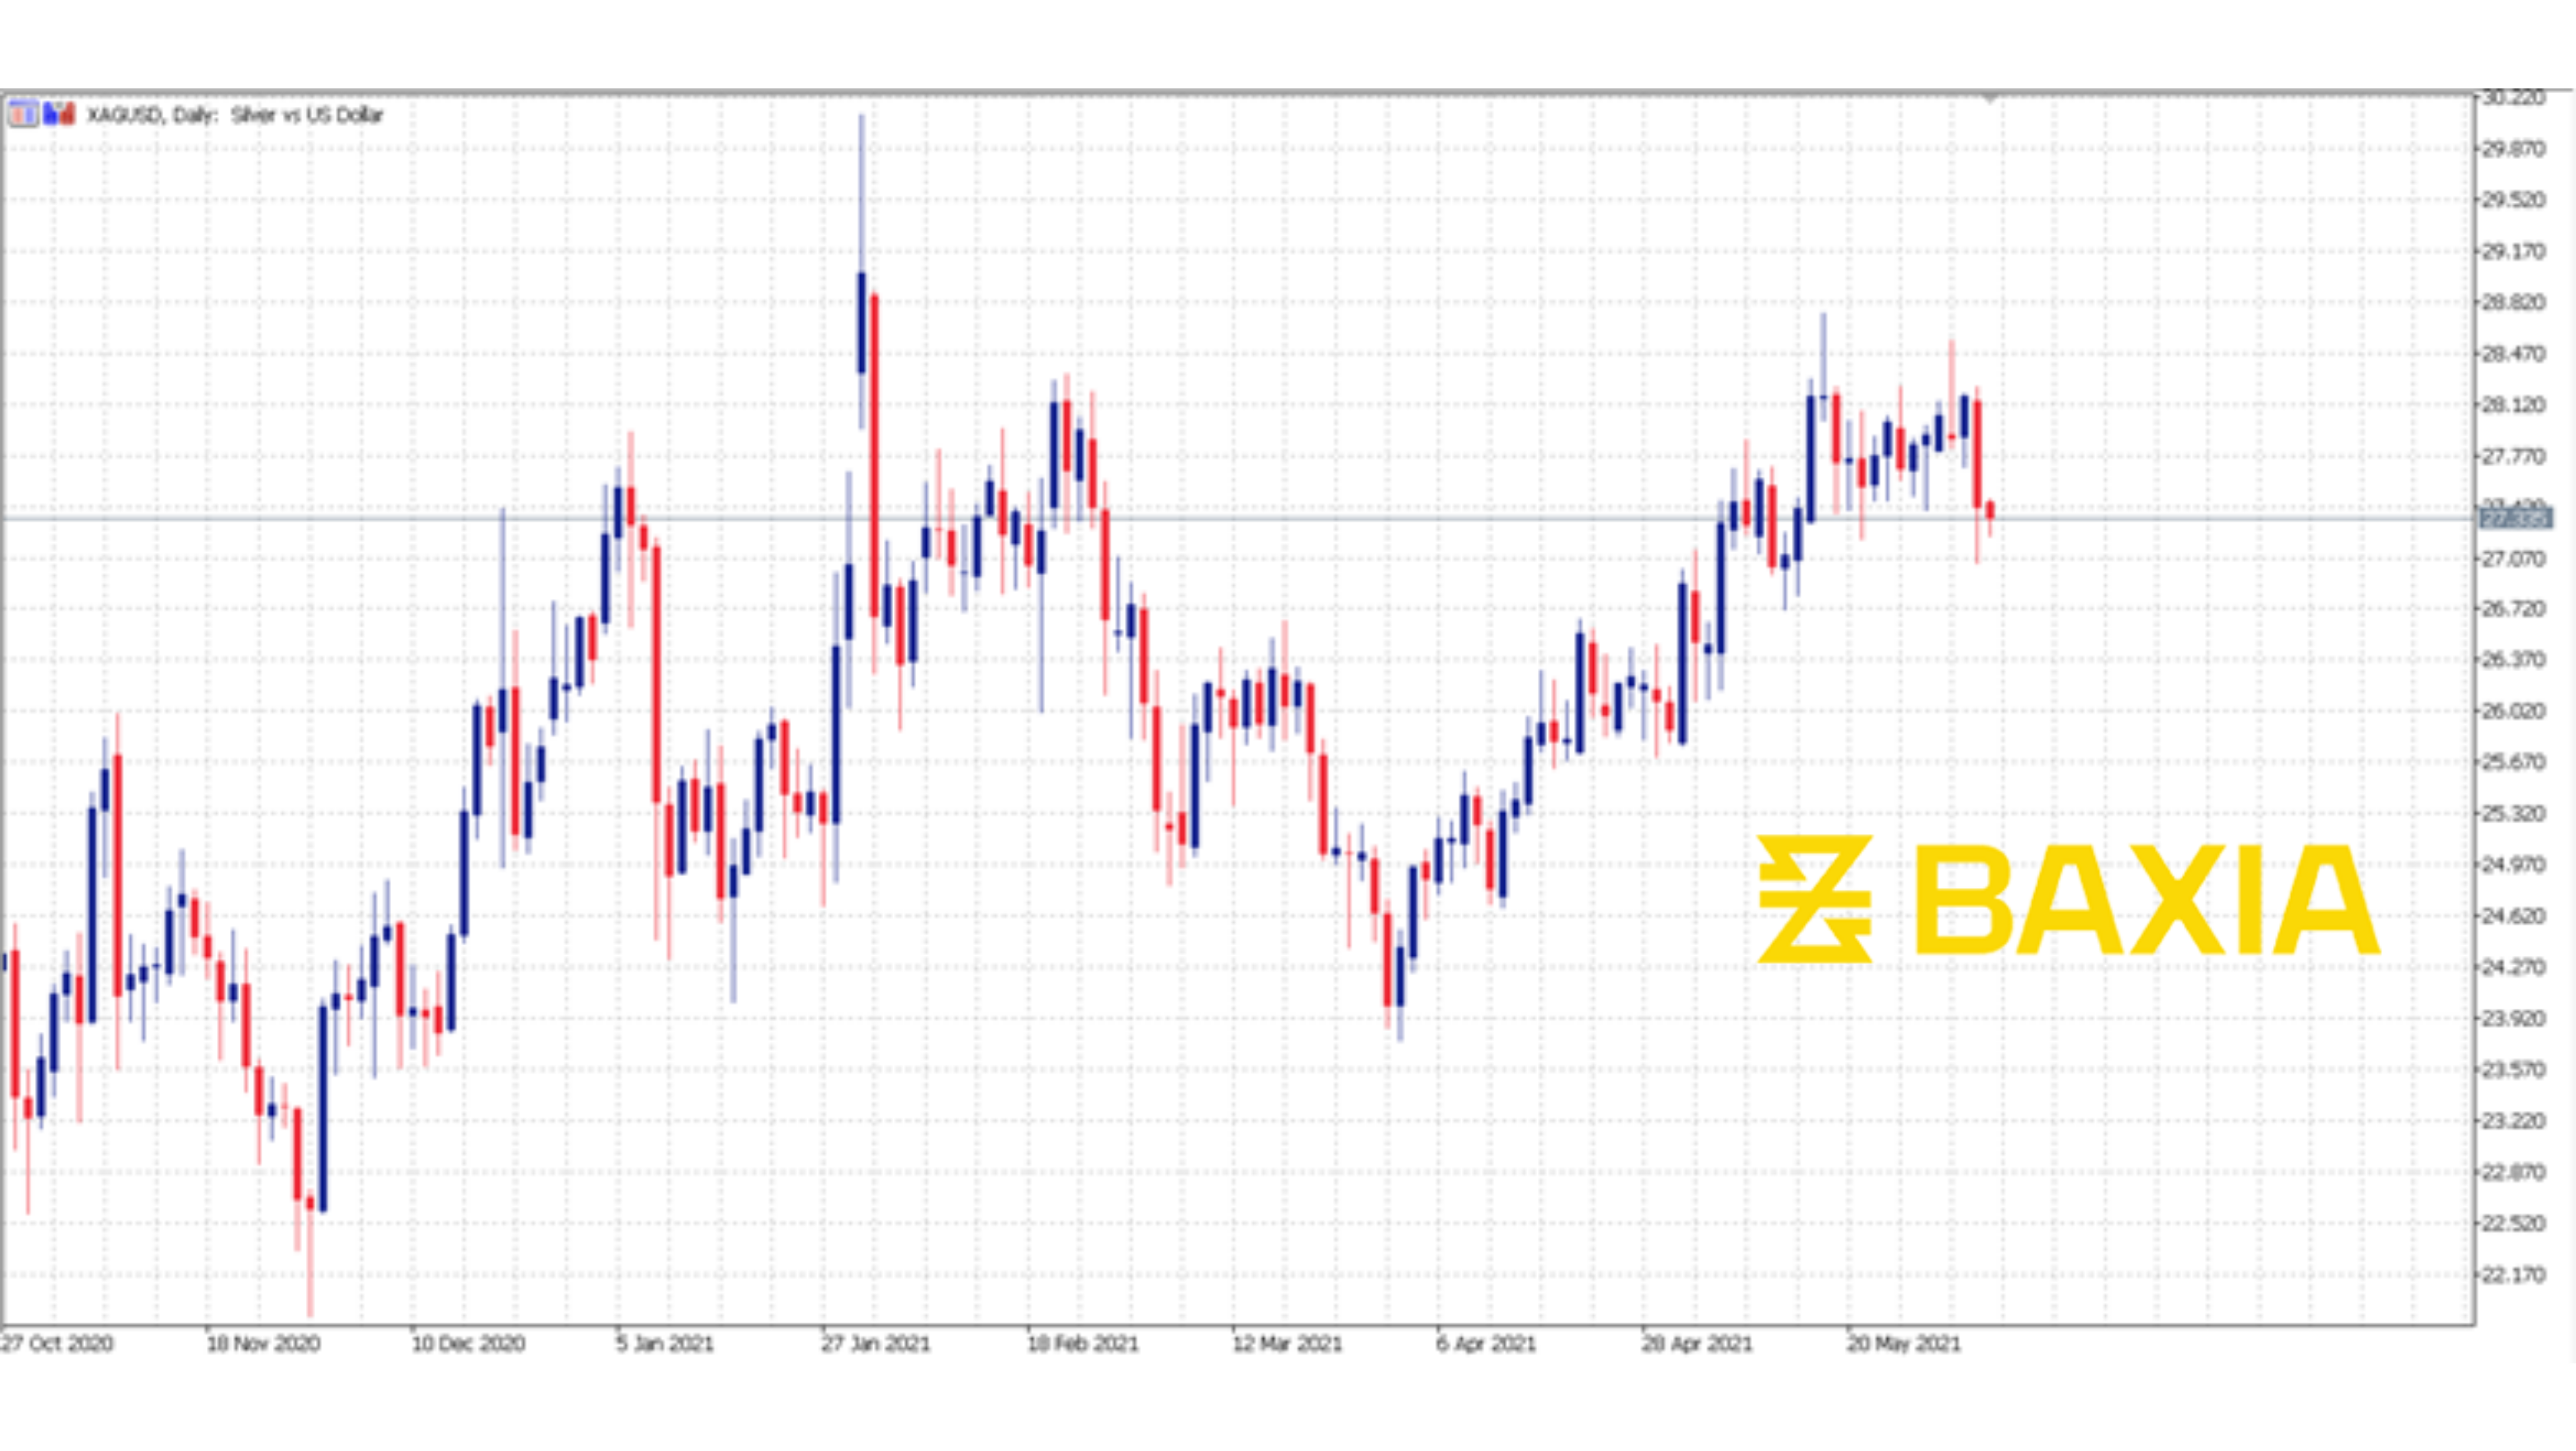 XAGUSD, Daily: Silver vs US Dollar
30.220
29.870
29.520
29.170
28.820
28.470
28.120
27.770
27.335
27.070
26.720
26.370
26.020
25.670
25.320
24.970
24.620
24.270
23.920
23.570
23.220
22.870
22.520
22.170
BAXIA
27 Oct 2020
18 Nov 2020
10 Dec 2020
5 Jan 2021
27 Jan 2021
18 Feb 2021
12 Mar 2021
6 Apr 2021
28 Apr 2021
20 May 2021